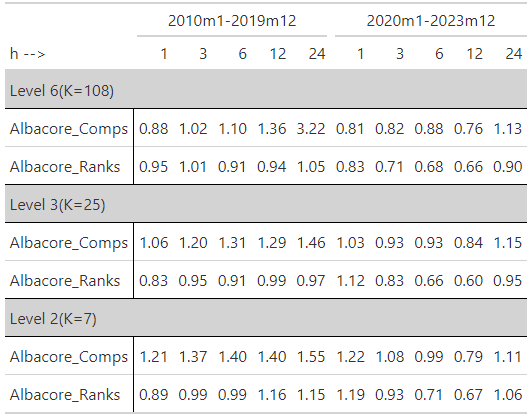 2010m1-2019m12 2020m1-2023m12
h --> 1 3 6 12 24 1 3 6 12 24
Level 6(K=108)
Albacore_Comps 0.88 1.02 1.10 1.36 3.22 0.81 0.82 0.88 0.76 1.13
Albacore_Ranks 0.95 1.01 0.91 0.94 1.05 0.83 0.71 0.68 0.66 0.90
Level 3(K=25)
Albacore_Comps 1.06 1.20 1.31 1.29 1.46 1.03 0.93 0.93 0.84 1.15
Albacore_Ranks 0.83 0.95 0.91 0.99 0.97 1.12 0.83 0.66 0.60 0.95
Level 2(K=7)
Albacore_Comps 1.21 1.37 1.40 1.40 1.55 1.22 1.08 0.99 0.79 1.11
Albacore_Ranks 0.89 0.99 0.99 1.16 1.15 1.19 0.93 0.71 0.67 1.06